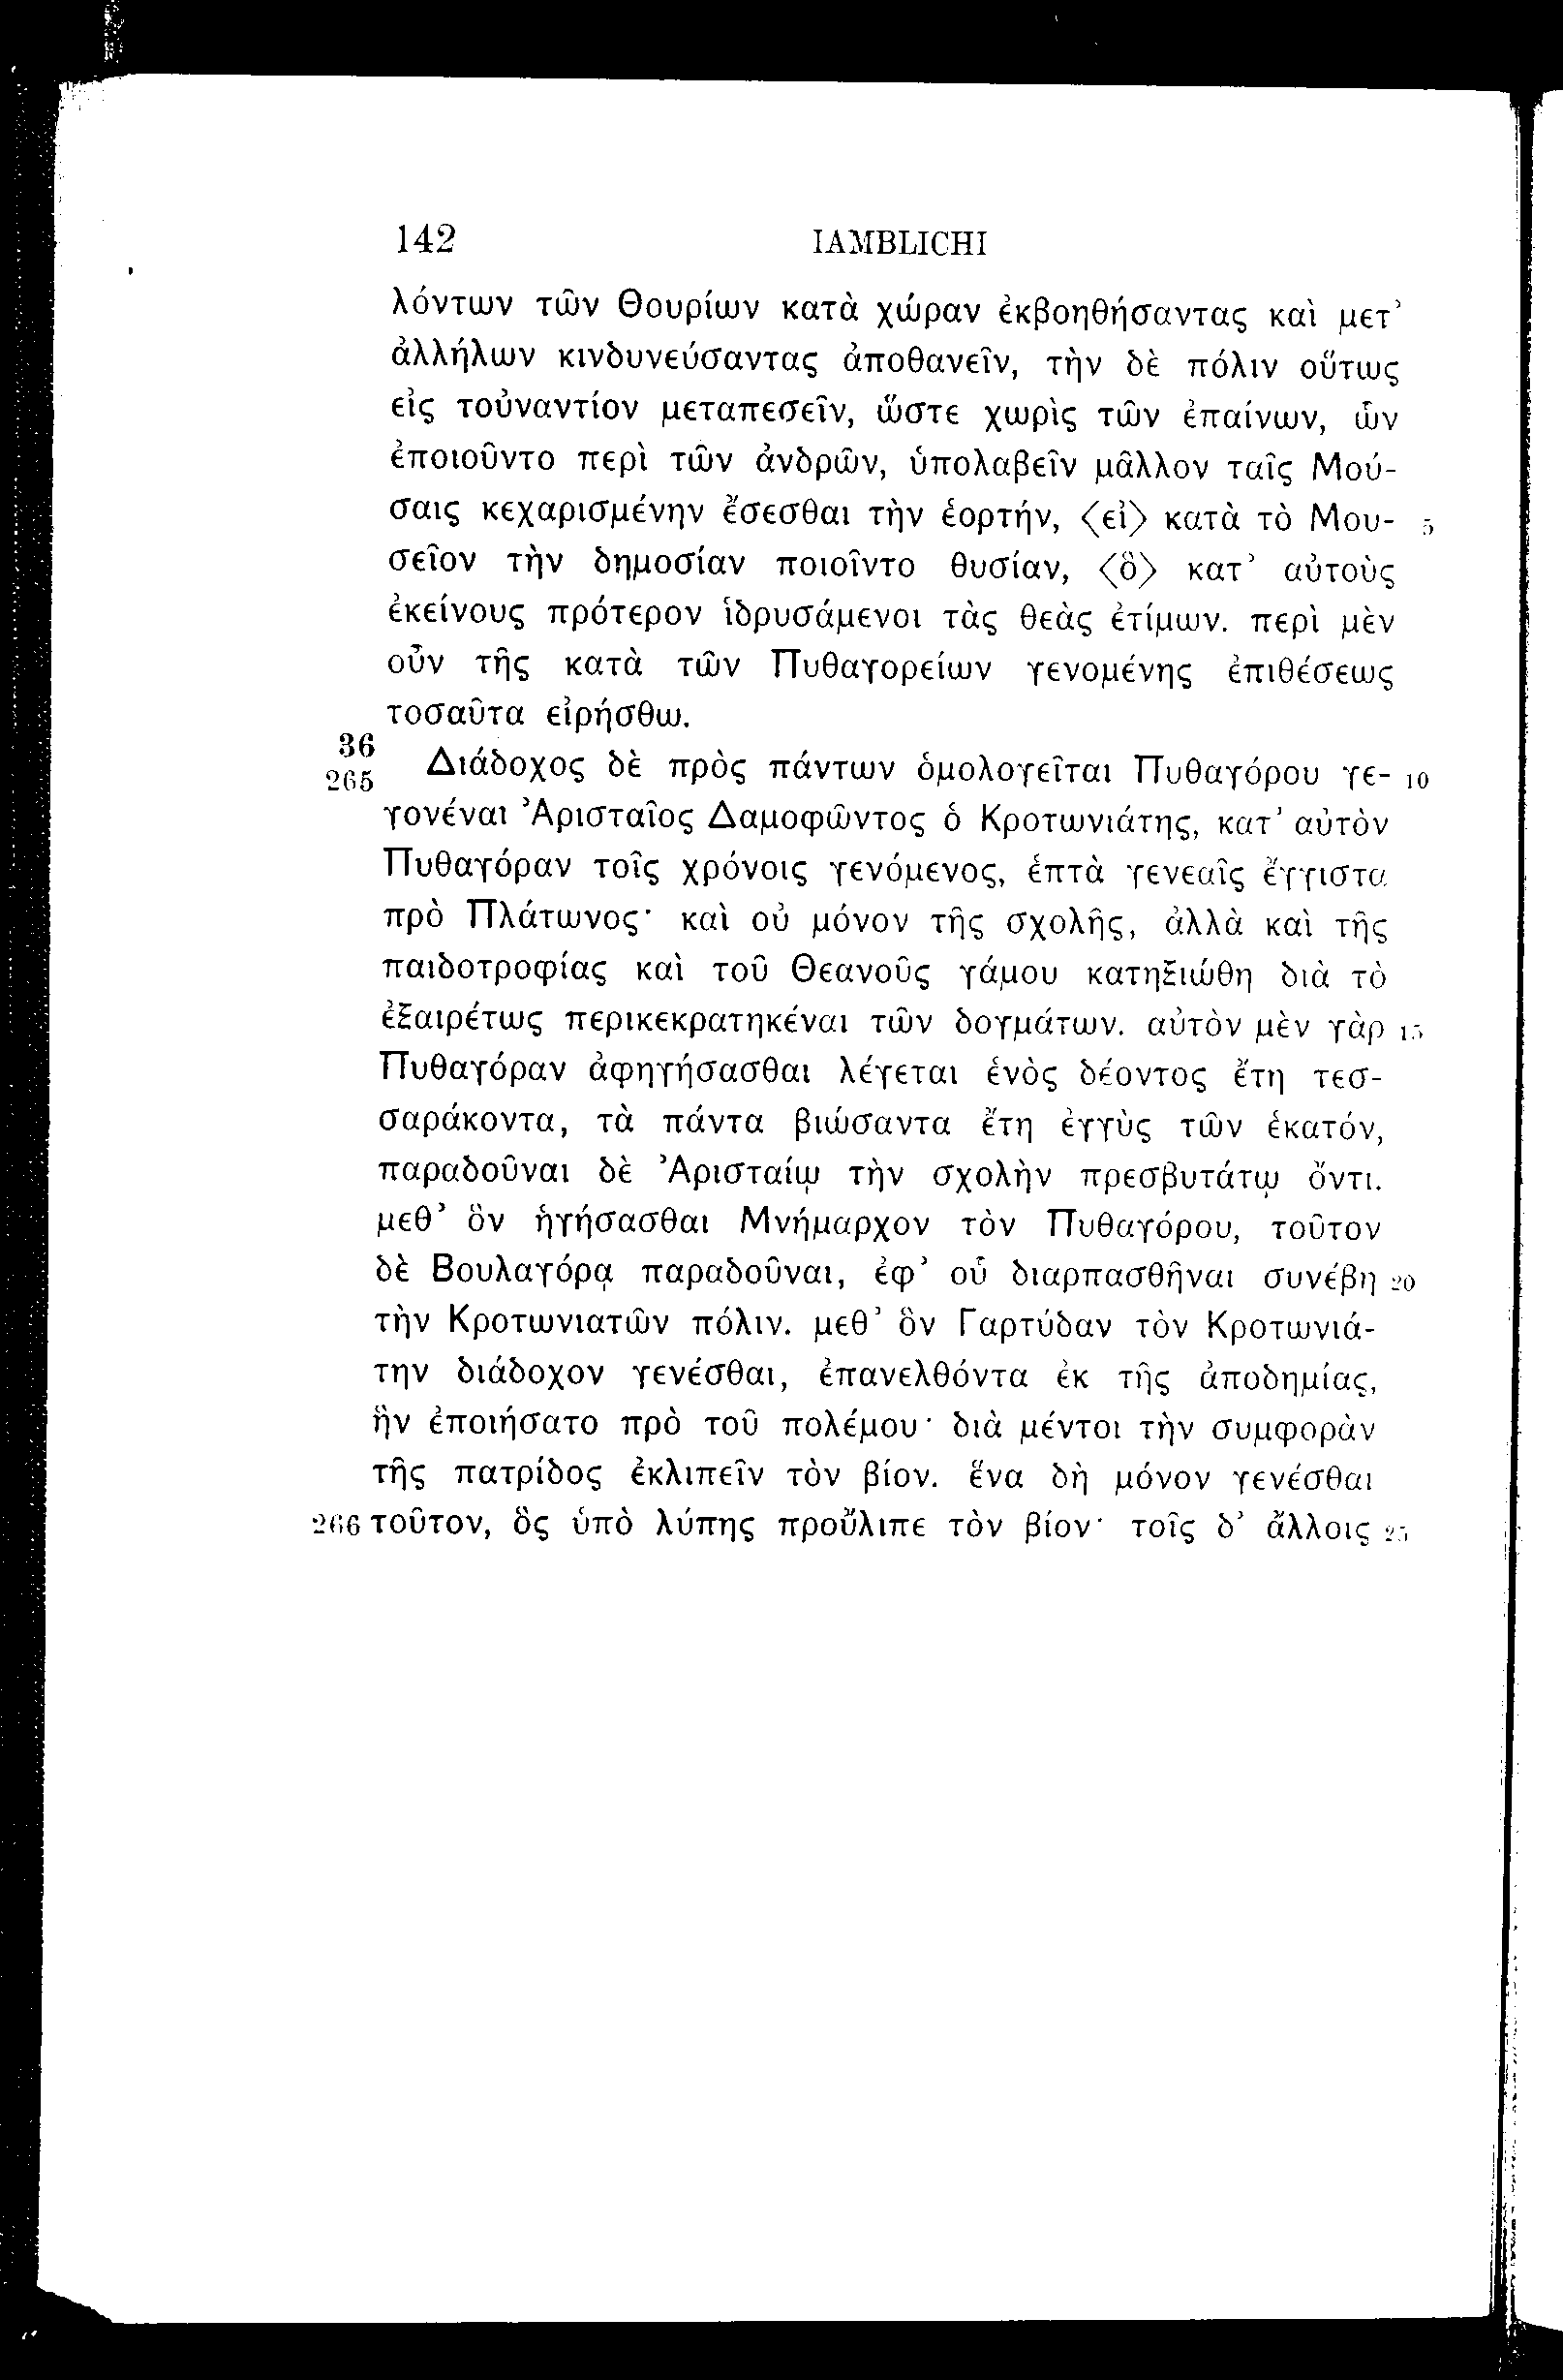 142 IAMBLICHI
λόντων τῶν Θουρίων κατὰ χώραν ἐκβοηθήσαντας καὶ μετ’
ἀλλήλων κινδυνεύσαντας ἀποθανεῖν, τὴν δὲ πόλιν οὕτως
εἰς τοὐναντίον μεταπεσεῖν, ὥστε χωρὶς τῶν ἐπαίνων, ὧν
ἐποιοῦντο περὶ τῶν ἀνδρῶν, ὑπολαβεῖν μᾶλλον ταῖς Μού-
σαις κεχαρισμένην ἔσεσθαι τὴν ἑορτήν, ⟨εἰ⟩ κατὰ τὸ Μου- 5
σεῖον τὴν δημοσίαν ποιοῖντο θυσίαν, ⟨ὃ⟩ κατ’ αὐτοὺς
ἐκείνους πρότερον ἱδρυσάμενοι τὰς θεὰς ἐτίμων. περὶ μὲν
οὖν τῆς κατὰ τῶν Πυθαγορείων γενομένης ἐπιθέσεως
τοσαῦτα εἰρήσθω.
36
265 Διάδοχος δὲ πρὸς πάντων ὁμολογεῖται Πυθαγόρου γε- 10
γονέναι Ἀρισταῖος Δαμοφῶντος ὁ Κροτωνιάτης, κατ’ αὐτὸν
Πυθαγόραν τοῖς χρόνοις γενόμενος, ἑπτὰ γενεαῖς ἔγγιστα
πρὸ Πλάτωνος· καὶ οὐ μόνον τῆς σχολῆς, ἀλλὰ καὶ τῆς
παιδοτροφίας καὶ τοῦ Θεανοῦς γάμου κατηξιώθη διὰ τὸ
ἐξαιρέτως περικεκρατηκέναι τῶν δογμάτων. αὐτὸν μὲν γὰρ 15
Πυθαγόραν ἀφηγήσασθαι λέγεται ἑνὸς δέοντος ἔτη τεσ-
σαράκοντα, τὰ πάντα βιώσαντα ἔτη ἐγγὺς τῶν ἑκατόν,
παραδοῦναι δὲ Ἀρισταίῳ τὴν σχολὴν πρεσβυτάτῳ ὄντι.
μεθ’ ὃν ἡγήσασθαι Μνήμαρχον τὸν Πυθαγόρου, τοῦτον
δὲ Βουλαγόρᾳ παραδοῦναι, ἐφ’ οὗ διαρπασθῆναι συνέβη 20
τὴν Κροτωνιατῶν πόλιν. μεθ’ ὃν Γαρτύδαν τὸν Κροτωνιά-
την διάδοχον γενέσθαι, ἐπανελθόντα ἐκ τῆς ἀποδημίας,
ἣν ἐποιήσατο πρὸ τοῦ πολέμου· διὰ μέντοι τὴν συμφορὰν
τῆς πατρίδος ἐκλιπεῖν τὸν βίον. ἕνα δὴ μόνον γενέσθαι
266 τοῦτον, ὃς ὑπὸ λύπης προὔλιπε τὸν βίον· τοῖς δ’ ἄλλοις 25